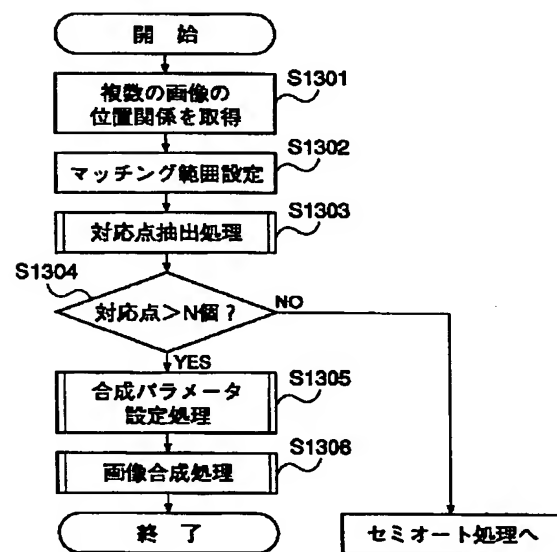 開 始
S1301
複数の画像の
位置関係を取得
S1302
マッチング範囲設定
S1303
対応点抽出処理
S1304
対応点＞N個？
NO
YES
S1305
合成パラメータ
設定処理
S1306
画像合成処理
終 了
セミオート処理へ